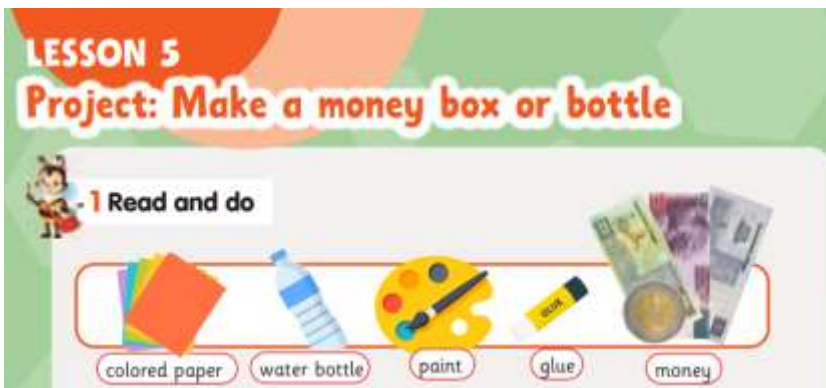 LESSON 5
Project: Make a money box or bottle
1 Read and do
GLUE
colored paper water bottle paint glue money